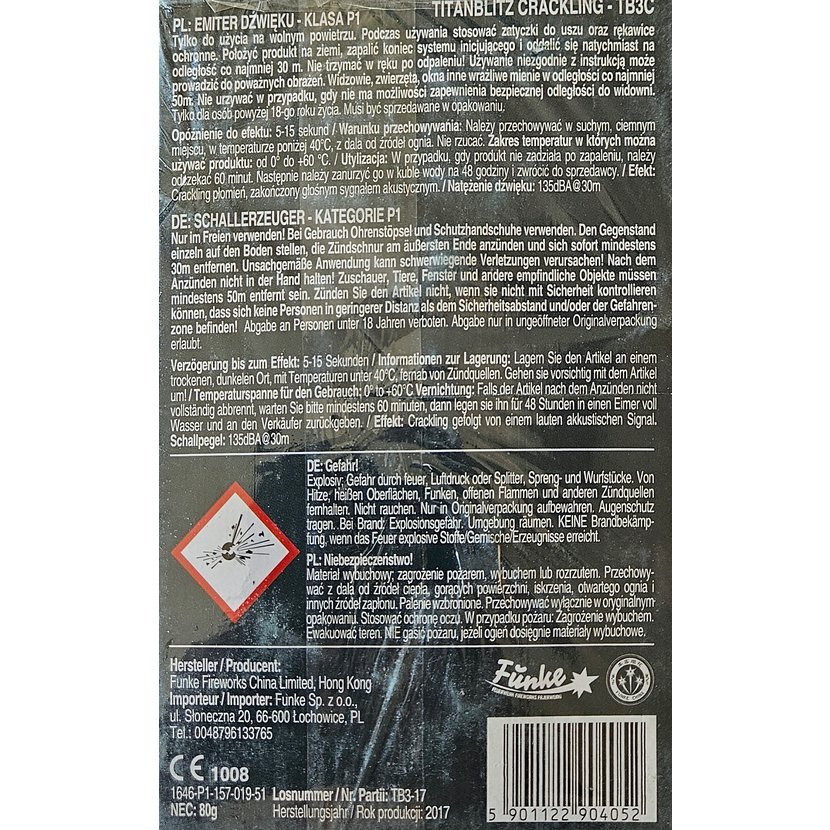 TITANBLITZ CRACKLING - TB3C
PL: EMITER DŹWIĘKU - KLASA P1
Tylko do użycia na wolnym powietrzu. Podczas używania stosować zatyczki do uszu oraz rękawice
ochronne. Położyć produkt na ziemi, zapalić koniec systemu inicjującego i oddalić się natychmiast na
odległość co najmniej 30 m. Nie trzymać w ręku po odpaleniu! Używanie niezgodnie z instrukcją może
prowadzić do poważnych obrażeń. Widzowie, zwierzęta, okna inne wrażliwe mienie w odległości co najmniej
50m. Nie urzywać w przypadku, gdy nie ma możliwości zapewnienia bezpiecznej odległości do widowni.
Tylko dla osób powyżej 18-go roku życia. Musi być sprzedawane w opakowaniu.
Opóźnienie do efektu: 5-15 sekund / Warunku przechowywania: Należy przechowywać w suchym, ciemnym
miejscu, w temperaturze poniżej 40°C, z dala od źródeł ognia. Nie rzucać. Zakres temperatur w których można
używać produktu: od 0° do +60 °C. / Utylizacja: W przypadku, gdy produkt nie zadziała po zapaleniu, należy
odczekać 60 minut. Następnie należy zanurzyć go w kuble wody na 48 godziny i zwrócić do sprzedawcy. / Efekt:
Crackling płomień, zakończony głośnym sygnałem akustycznym. / Natężenie dźwięku: 135dBA@30m
DE: SCHALLERZEUGER - KATEGORIE P1
Nur im Freien verwenden! Bei Gebrauch Ohrenstöpsel und Schutzhandschuhe verwenden. Den Gegenstand
einzeln auf den Boden stellen, die Zündschnur am äußersten Ende anzünden und sich sofort mindestens
30m entfernen. Unsachgemäße Anwendung kann schwerwiegende Verletzungen verursachen! Nach dem
Anzünden nicht in der Hand halten! Zuschauer, Tiere, Fenster und andere empfindliche Objekte müssen
mindestens 50m entfernt sein. Zünden Sie den Artikel nicht, wenn sie nicht mit Sicherheit kontrollieren
können, dass sich keine Personen in geringerer Distanz als dem Sicherheitsabstand und/oder der Gefahren-
zone befinden! Abgabe an Personen unter 18 Jahren verboten. Abgabe nur in ungeöffneter Originalverpackung
erlaubt.
Verzögerung bis zum Effekt: 5-15 Sekunden / Informationen zur Lagerung: Lagern Sie den Artikel an einem
trockenen, dunkelen Ort, mit Temperaturen unter 40°C, fernab von Zündquellen. Gehen sie vorsichtig mit dem Artikel
um! / Temperaturspanne für den Gebrauch: 0° to +60°C Vernichtung: Falls der Artikel nach dem Anzünden nicht
vollständig abbrennt, warten Sie bitte mindestens 60 minuten, dann legen sie ihn für 48 Stunden in einen Eimer voll
Wasser und an den Verkäufer zurückgeben. / Effekt: Crackling gefolgt von einem lauten akkustischen Signal.
Schallpegel: 135dBA@30m
DE: Gefahr!
Explosiv; Gefahr durch feuer, Luftdruck oder Splitter, Spreng- und Wurfstücke. Von
Hitze, heißen Oberflächen, Funken, offenen Flammen und anderen Zündquellen
fernhalten. Nicht rauchen. Nur in Originalverpackung aufbewahren. Augenschutz
tragen. Bei Brand: Explosionsgefahr. Umgebung räumen. KEINE Brandbekämp-
fung, wenn das Feuer explosive Stoffe/Gemische/Erzeugnisse erreicht.
PL: Niebezpieczeństwo!
Materiał wybuchowy; zagrożenie pożarem, wybuchem lub rozrzutem. Przechowy-
wać z dala od źródeł ciepła, gorących powierzchni, iskrzenia, otwartego ognia i
innych źródeł zapłonu. Palenie wzbronione. Przechowywać wyłącznie w oryginalnym
opakowaniu. Stosować ochronę oczu. W przypadku pożaru: Zagrożenie wybuchem.
Ewakuować teren. NIE gasić pożaru, jeżeli ogień dosięgnie materiały wybuchowe.
Hersteller / Producent:
Funke Fireworks China Limited, Hong Kong
Importeur / Importer: Funke Sp. z o.o.,
ul. Słoneczna 20, 66-600 Łochowice, PL
Tel.: 0048796133765
Funke
FEUERWERK FIREWORKS FAJERWERKI
CE 1008
1646-P1-157-019-51 Losnummer / Nr. Partii: TB3-17
NEC: 80g Herstellungsjahr / Rok produkcji: 2017
5 901122 904052